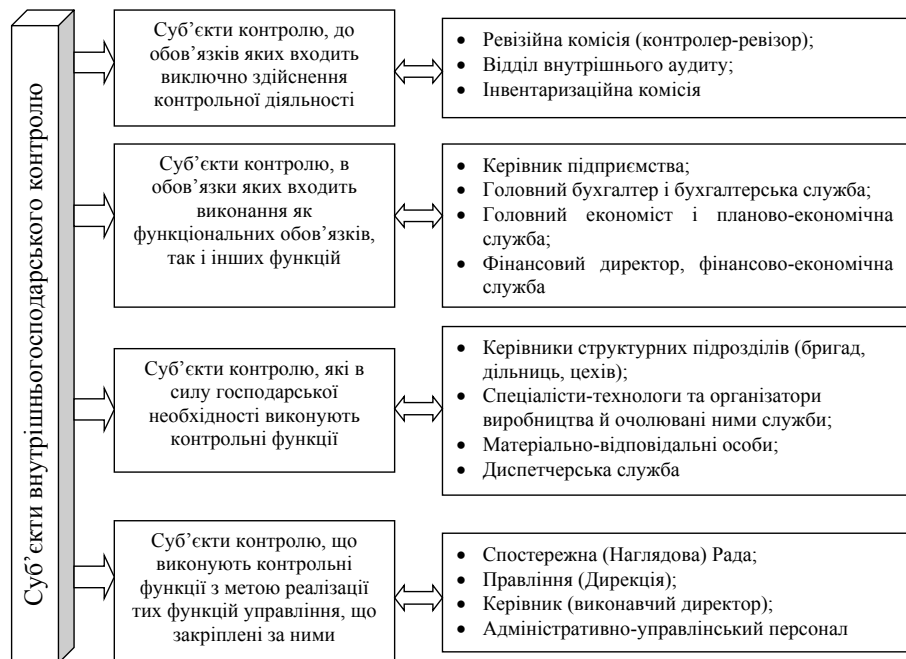 Суб’єкти внутрішньогосподарського контролю
Суб’єкти контролю, до
обов’язків яких входить
виключно здійснення
контрольної діяльності
• Ревізійна комісія (контролер-ревізор);
• Відділ внутрішнього аудиту;
• Інвентаризаційна комісія
Суб’єкти контролю, в
обов’язки яких входить
виконання як
функціональних обов’язків,
так і інших функцій
• Керівник підприємства;
• Головний бухгалтер і бухгалтерська служба;
• Головний економіст і планово-економічна
служба;
• Фінансовий директор, фінансово-економічна
служба
Суб’єкти контролю, які в
силу господарської
необхідності виконують
контрольні функції
• Керівники структурних підрозділів (бригад,
дільниць, цехів);
• Спеціалісти-технологи та організатори
виробництва й очолювані ними служби;
• Матеріально-відповідальні особи;
• Диспетчерська служба
Суб’єкти контролю, що
виконують контрольні
функції з метою реалізації
тих функцій управління, що
закріплені за ними
• Спостережна (Наглядова) Рада;
• Правління (Дирекція);
• Керівник (виконавчий директор);
• Адміністративно-управлінський персонал